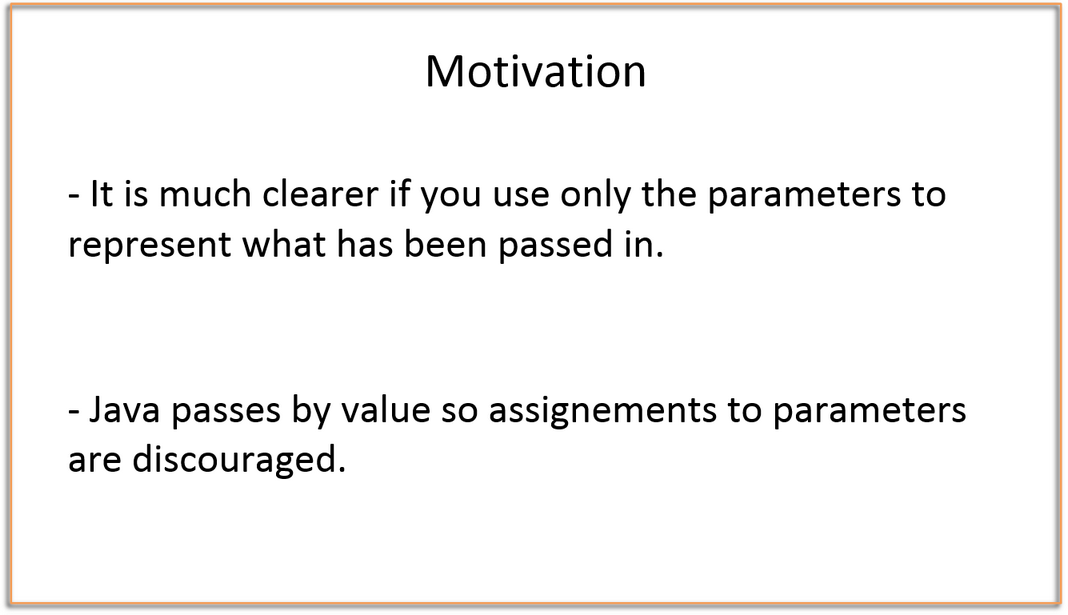 Motivation
- It is much clearer if you use only the parameters to
represent what has been passed in.
- Java passes by value so assignements to parameters
are discouraged.